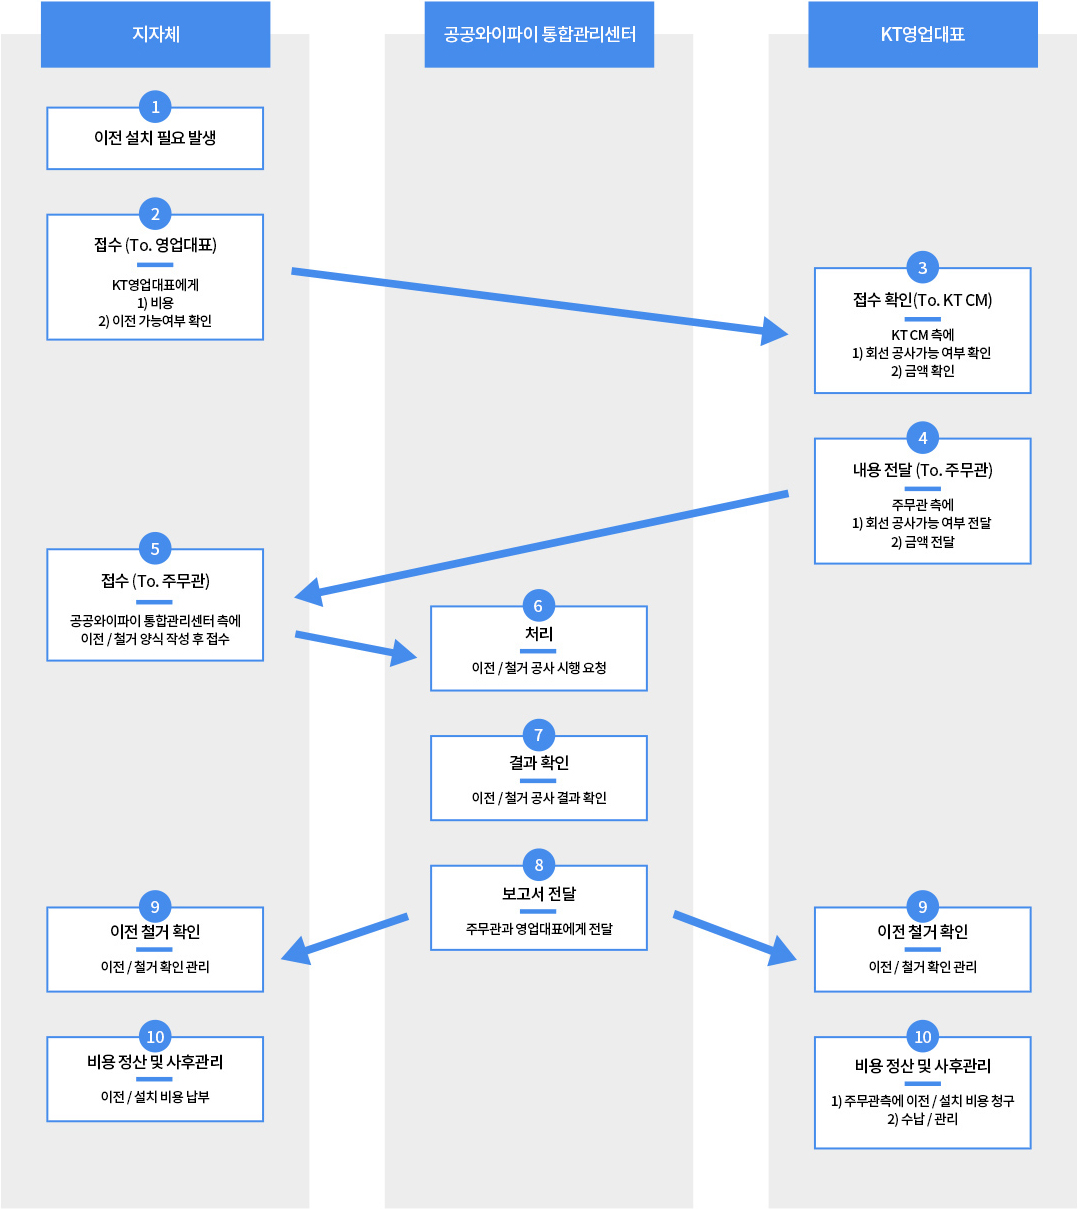 지자체
공공와이파이 통합관리센터
KT영업대표
1
이전 설치 필요 발생
2
접수 (To. 영업대표)
KT영업대표에게
1) 비용
2) 이전 가능여부 확인
3
접수 확인(To. KT CM)
KT CM 측에
1) 회선 공사가능 여부 확인
2) 금액 확인
4
내용 전달 (To. 주무관)
주무관 측에
1) 회선 공사가능 여부 전달
2) 금액 전달
5
접수 (To. 주무관)
공공와이파이 통합관리센터 측에
이전 / 철거 양식 작성 후 접수
6
처리
이전 / 철거 공사 시행 요청
7
결과 확인
이전 / 철거 공사 결과 확인
8
보고서 전달
주무관과 영업대표에게 전달
9
이전 철거 확인
이전 / 철거 확인 관리
9
이전 철거 확인
이전 / 철거 확인 관리
10
비용 정산 및 사후관리
이전 / 설치 비용 납부
10
비용 정산 및 사후관리
1) 주무관측에 이전 / 설치 비용 청구
2) 수납 / 관리